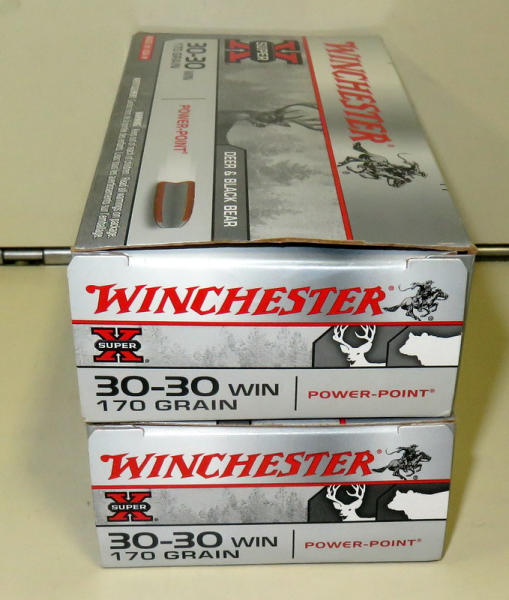 WINCHESTER
SUPER X
30-30 WIN
170 GRAIN
POWER-POINT®
DEER & BLACK BEAR
WINCHESTER®
SUPER X®
30-30 WIN
170 GRAIN
POWER-POINT®
WINCHESTER®
SUPER X®
30-30 WIN
170 GRAIN
POWER-POINT®